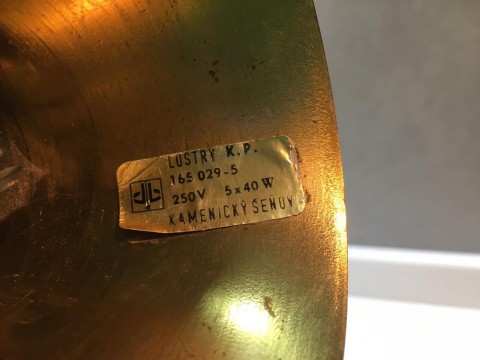 LUSTRY K.P.
165 029-5
250V 5x40W
KAMENICKÝ ŠENOV